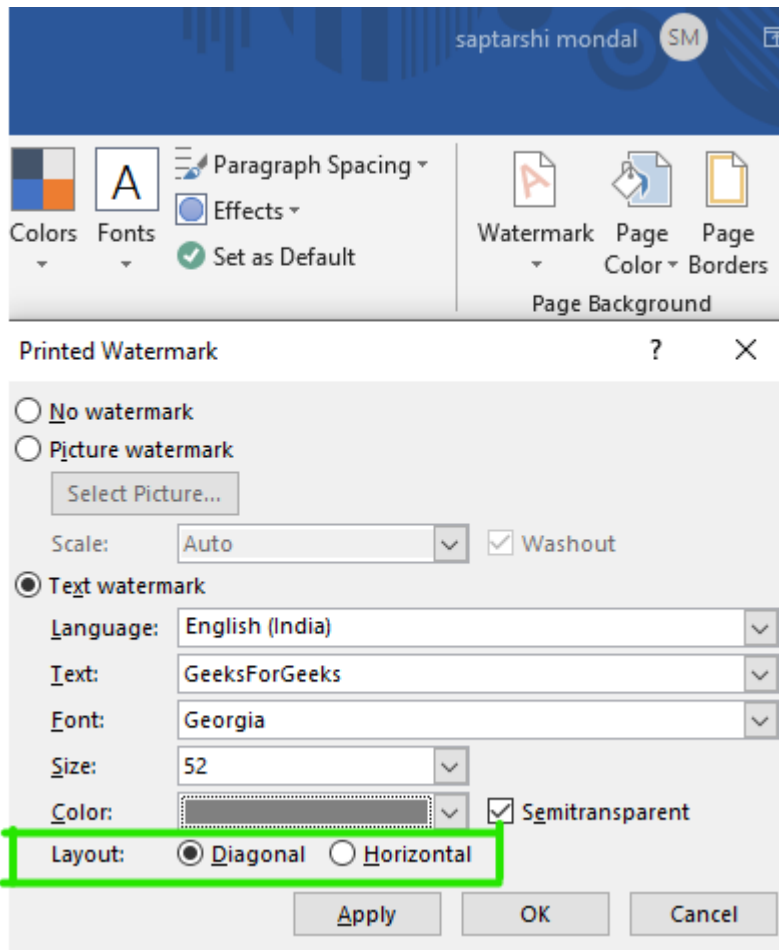 saptarshi mondal SM
A Paragraph Spacing
Effects
Colors Fonts Set as Default
A
Watermark Page Page
Color Borders
Page Background
Printed Watermark ? X
No watermark
Picture watermark
Select Picture...
Scale: Auto Washout
Text watermark
Language: English (India)
Text: GeeksForGeeks
Font: Georgia
Size: 52
Color: Semitransparent
Layout: Diagonal Horizontal
Apply OK Cancel